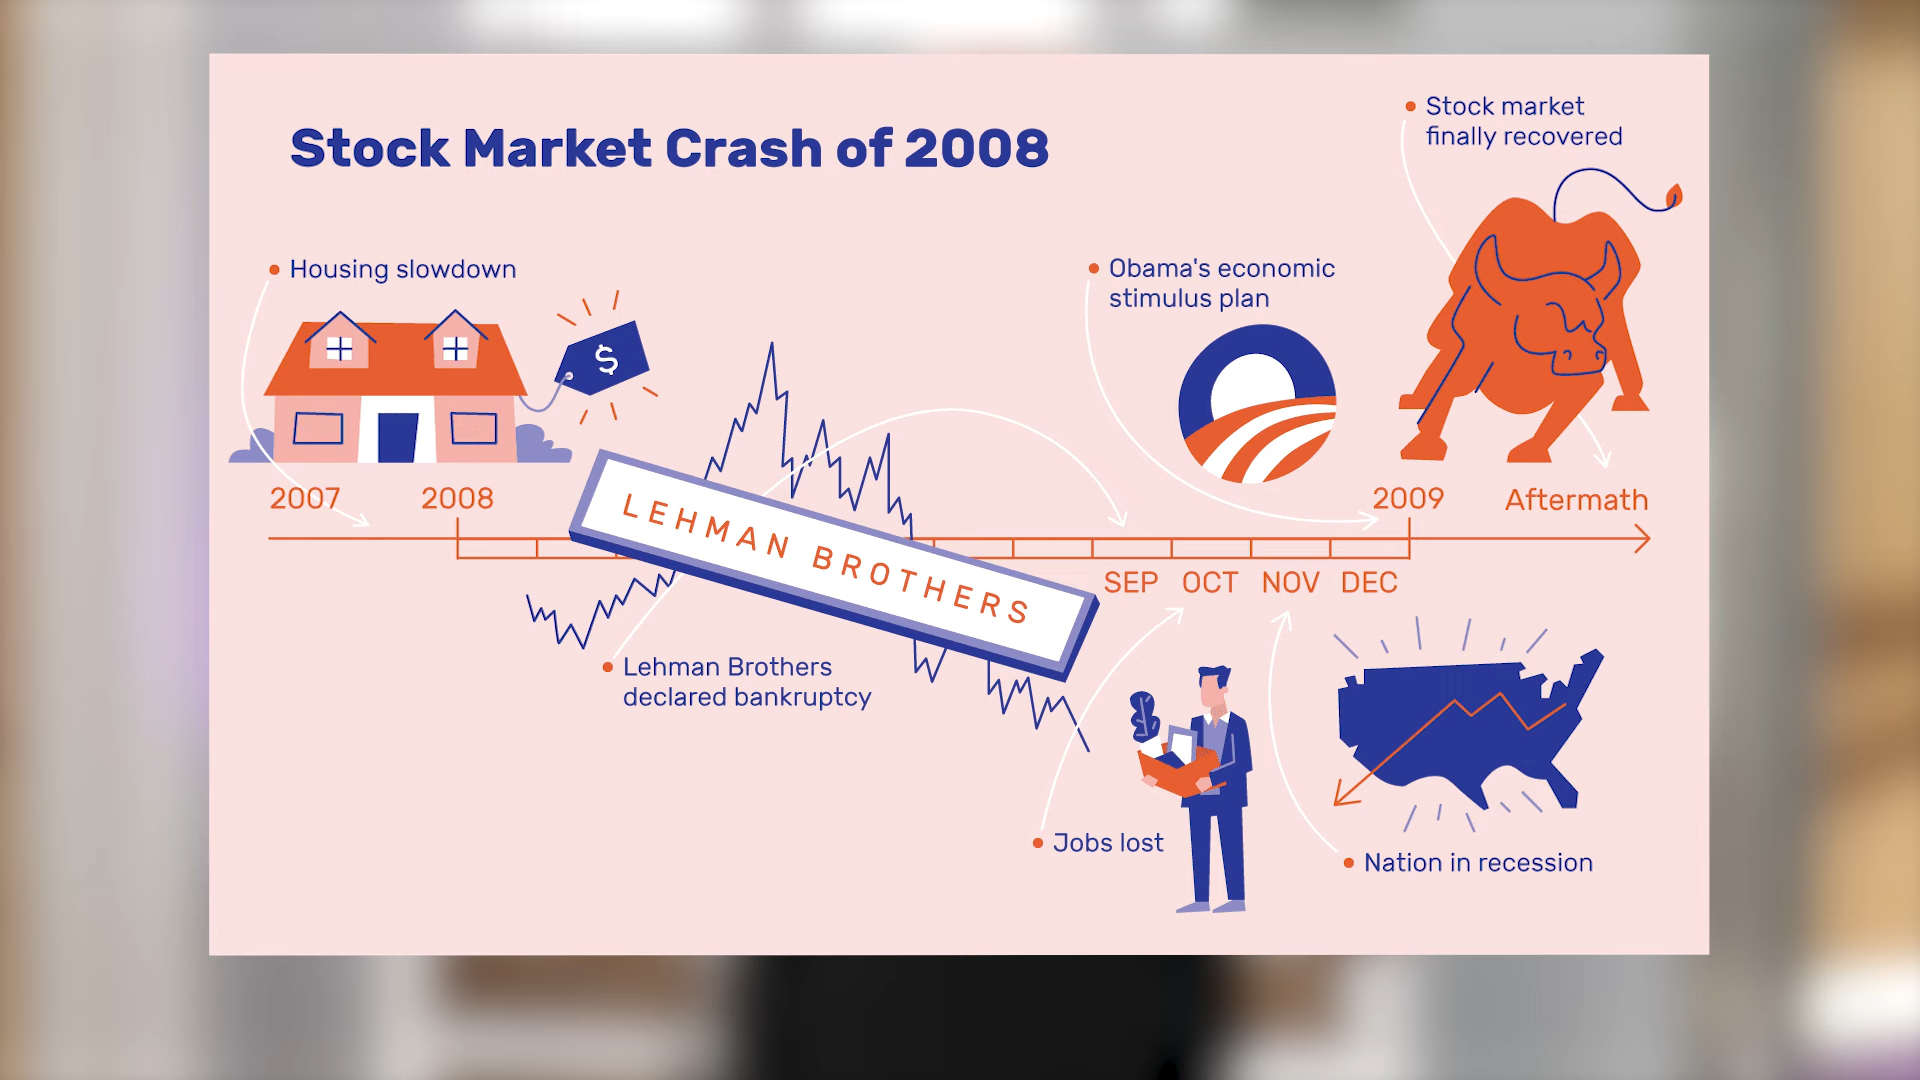 Stock Market Crash of 2008
Stock market
finally recovered
Housing slowdown
Obama's economic
stimulus plan
$
2007
2008
2009
Aftermath
LEHMAN BROTHERS
SEP
OCT
NOV
DEC
Lehman Brothers
declared bankruptcy
Jobs lost
Nation in recession